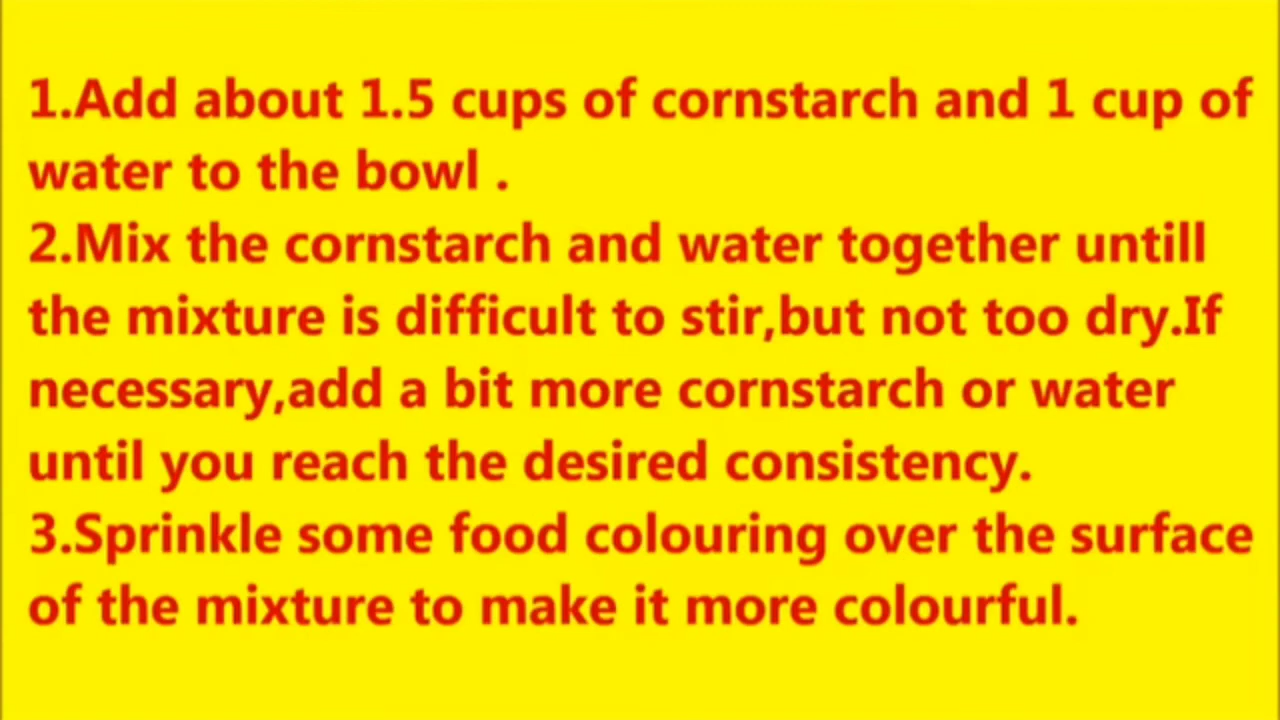 1.Add about 1.5 cups of cornstarch and 1 cup of
water to the bowl .
2.Mix the cornstarch and water together untill
the mixture is difficult to stir,but not too dry.If
necessary,add a bit more cornstarch or water
until you reach the desired consistency.
3.Sprinkle some food colouring over the surface
of the mixture to make it more colourful.